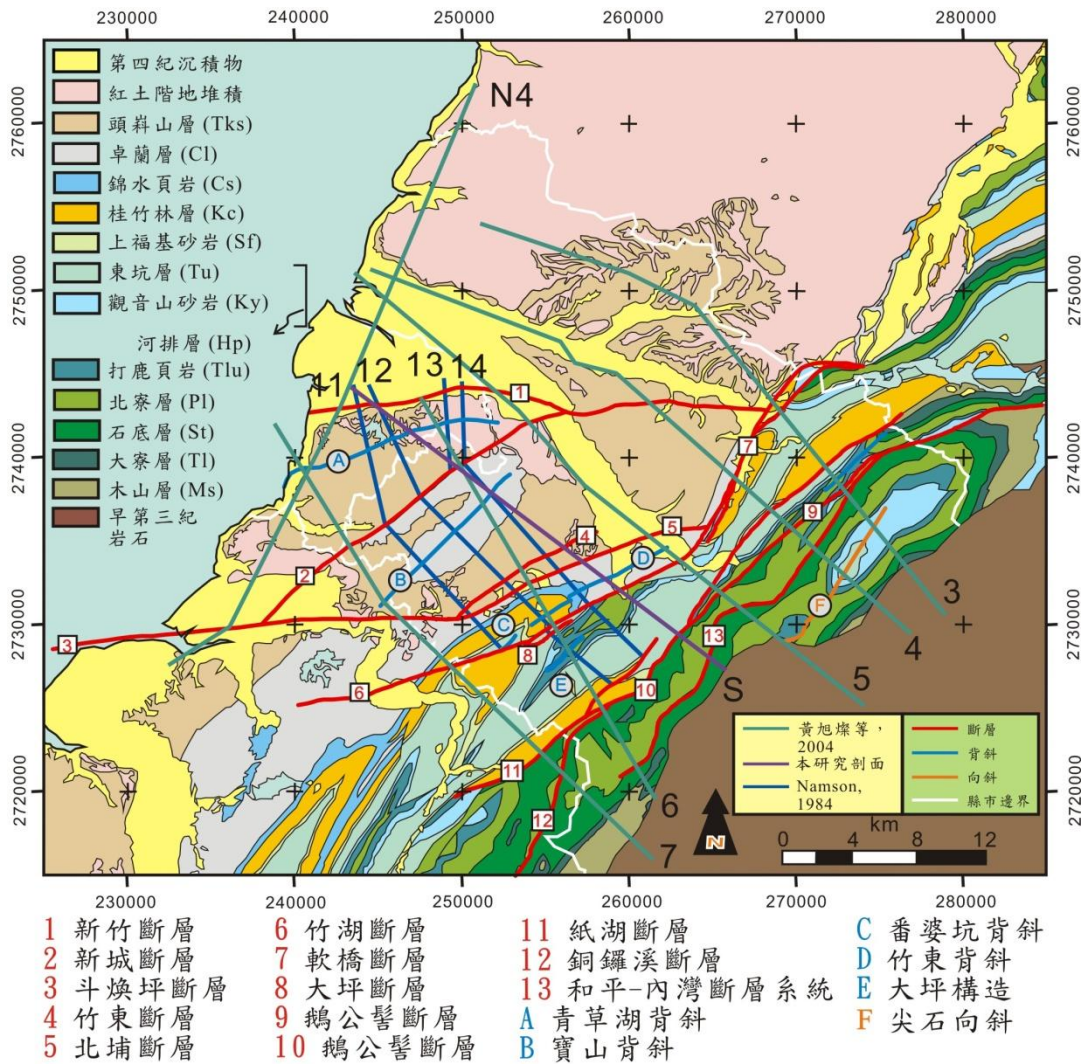 230000 240000 250000 260000 270000 280000
第四紀沉積物
紅土階地堆積
頭嵙山層(Tks)
卓蘭層(Cl)
錦水頁岩(Cs)
桂竹林層(Kc)
上福基砂岩(Sf)
東坑層(Tu)
觀音山砂岩(Ky)
河排層(Hp)
打鹿頁岩(Tlu)
北寮層(Pl)
石底層(St)
大寮層(Tl)
木山層(Ms)
早第三紀
岩石
2760000
2750000
2740000
2730000
2720000
2760000
2750000
2740000
2730000
2720000
N4
11 12 13 14
1
A
7
2
B
4
5
D
9
3
C
8
F
13
6
E
10
11
12
3
4
5
S
6
7
黃旭燦等,
2004
本研究剖面
Namson,
1984
斷層
背斜
向斜
縣市邊界
N
km
0 6 12
230000 240000 250000 260000 270000 280000
1 新竹斷層
2 新城斷層
3 斗煥坪斷層
4 竹東斷層
5 北埔斷層
6 竹湖斷層
7 軟橋斷層
8 大坪斷層
9 鵝公髻斷層
10 鵝公髻斷層
11 紙湖斷層
12 銅鑼溪斷層
13 和平-內灣斷層系統
A 青草湖背斜
B 寶山背斜
C 番婆坑背斜
D 竹東背斜
E 大坪構造
F 尖石向斜